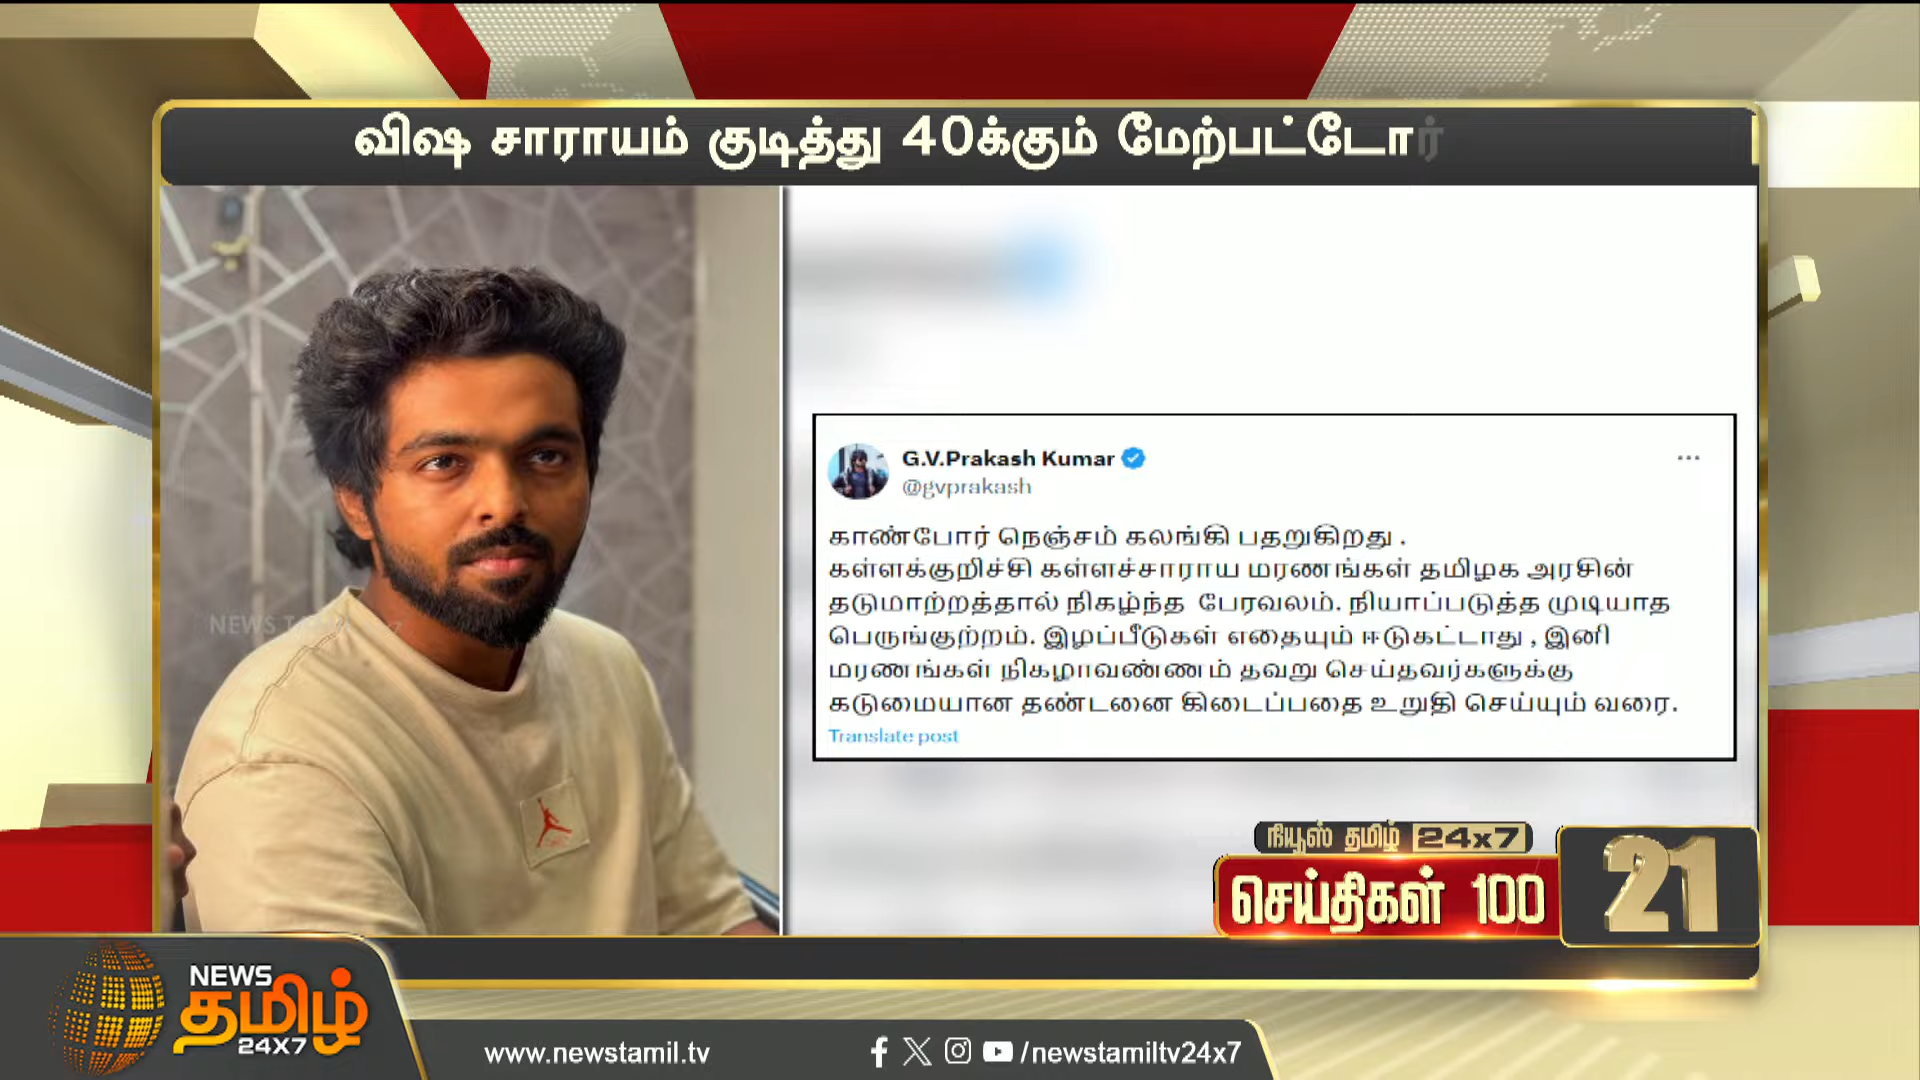 விஷ சாராயம் குடித்து 40க்கும் மேற்பட்டோர்
G.V.Prakash Kumar
@gvprakash
காண்போர் நெஞ்சம் கலங்கி பதறுகிறது .
கள்ளக்குறிச்சி கள்ளச்சாராய மரணங்கள் தமிழக அரசின்
தடுமாற்றத்தால் நிகழ்ந்த பேரவலம். நியாப்படுத்த முடியாத
பெருங்குற்றம். இழப்பீடுகள் எதையும் ஈடுகட்டாது , இனி
மரணங்கள் நிகழாவண்ணம் தவறு செய்தவர்களுக்கு
கடுமையான தண்டனை கிடைப்பதை உறுதி செய்யும் வரை.
Translate post
நியூஸ் தமிழ் 24x7
செய்திகள் 100
21
NEWS
தமிழ்
24X7
www.newstamil.tv
/newstamiltv24x7